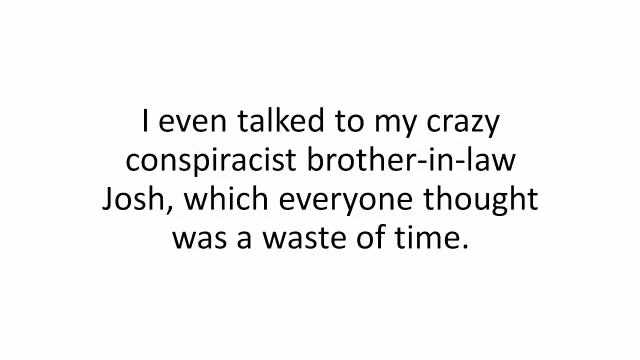 I even talked to my crazy
conspiracist brother-in-law
Josh, which everyone thought
was a waste of time.